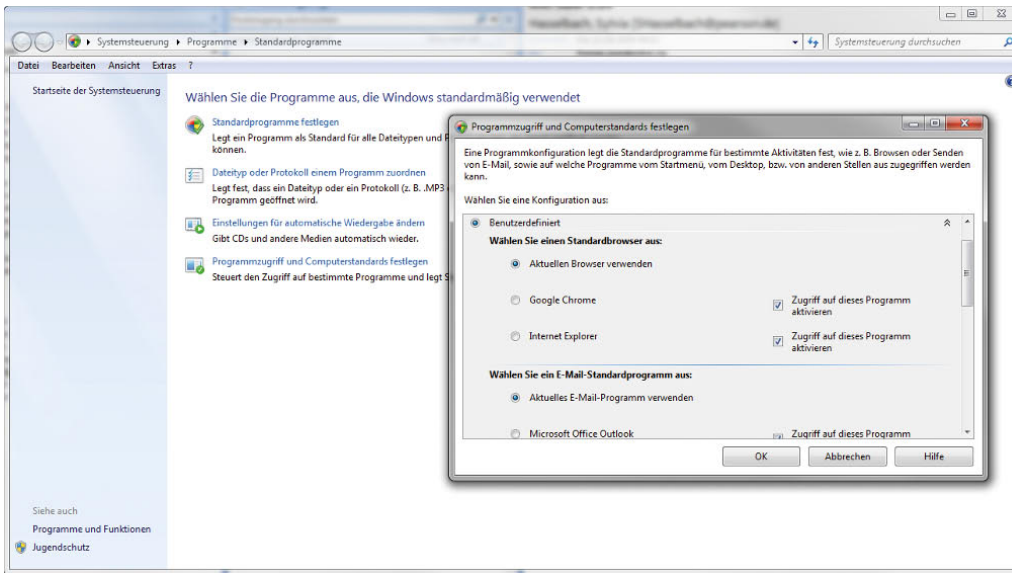 Systemsteuerung ▸ Programme ▸ Standardprogramme
Systemsteuerung durchsuchen
Datei Bearbeiten Ansicht Extras ?
Startseite der Systemsteuerung
Wählen Sie die Programme aus, die Windows standardmäßig verwendet
Standardprogramme festlegen
Legt ein Programm als Standard für alle Dateitypen und
können.
Dateityp oder Protokoll einem Programm zuordnen
Legt fest, dass ein Dateityp oder ein Protokoll (z. B. .MP3
Programm geöffnet wird.
Einstellungen für automatische Wiedergabe ändern
Gibt CDs und andere Medien automatisch wieder.
Programmzugriff und Computerstandards festlegen
Steuert den Zugriff auf bestimmte Programme und legt
Siehe auch
Programme und Funktionen
Jugendschutz
Programmzugriff und Computerstandards festlegen
Eine Programmkonfiguration legt die Standardprogramme für bestimmte Aktivitäten fest, wie z. B. Browsen oder Senden
von E-Mail, sowie auf welche Programme vom Startmenü, vom Desktop, bzw. von anderen Stellen aus zugegriffen werden
kann.
Wählen Sie eine Konfiguration aus:
Benutzerdefiniert
Wählen Sie einen Standardbrowser aus:
Aktuellen Browser verwenden
Google Chrome
Zugriff auf dieses Programm
aktivieren
Internet Explorer
Zugriff auf dieses Programm
aktivieren
Wählen Sie ein E-Mail-Standardprogramm aus:
Aktuelles E-Mail-Programm verwenden
Microsoft Office Outlook
Zugriff auf dieses Programm
OK
Abbrechen
Hilfe